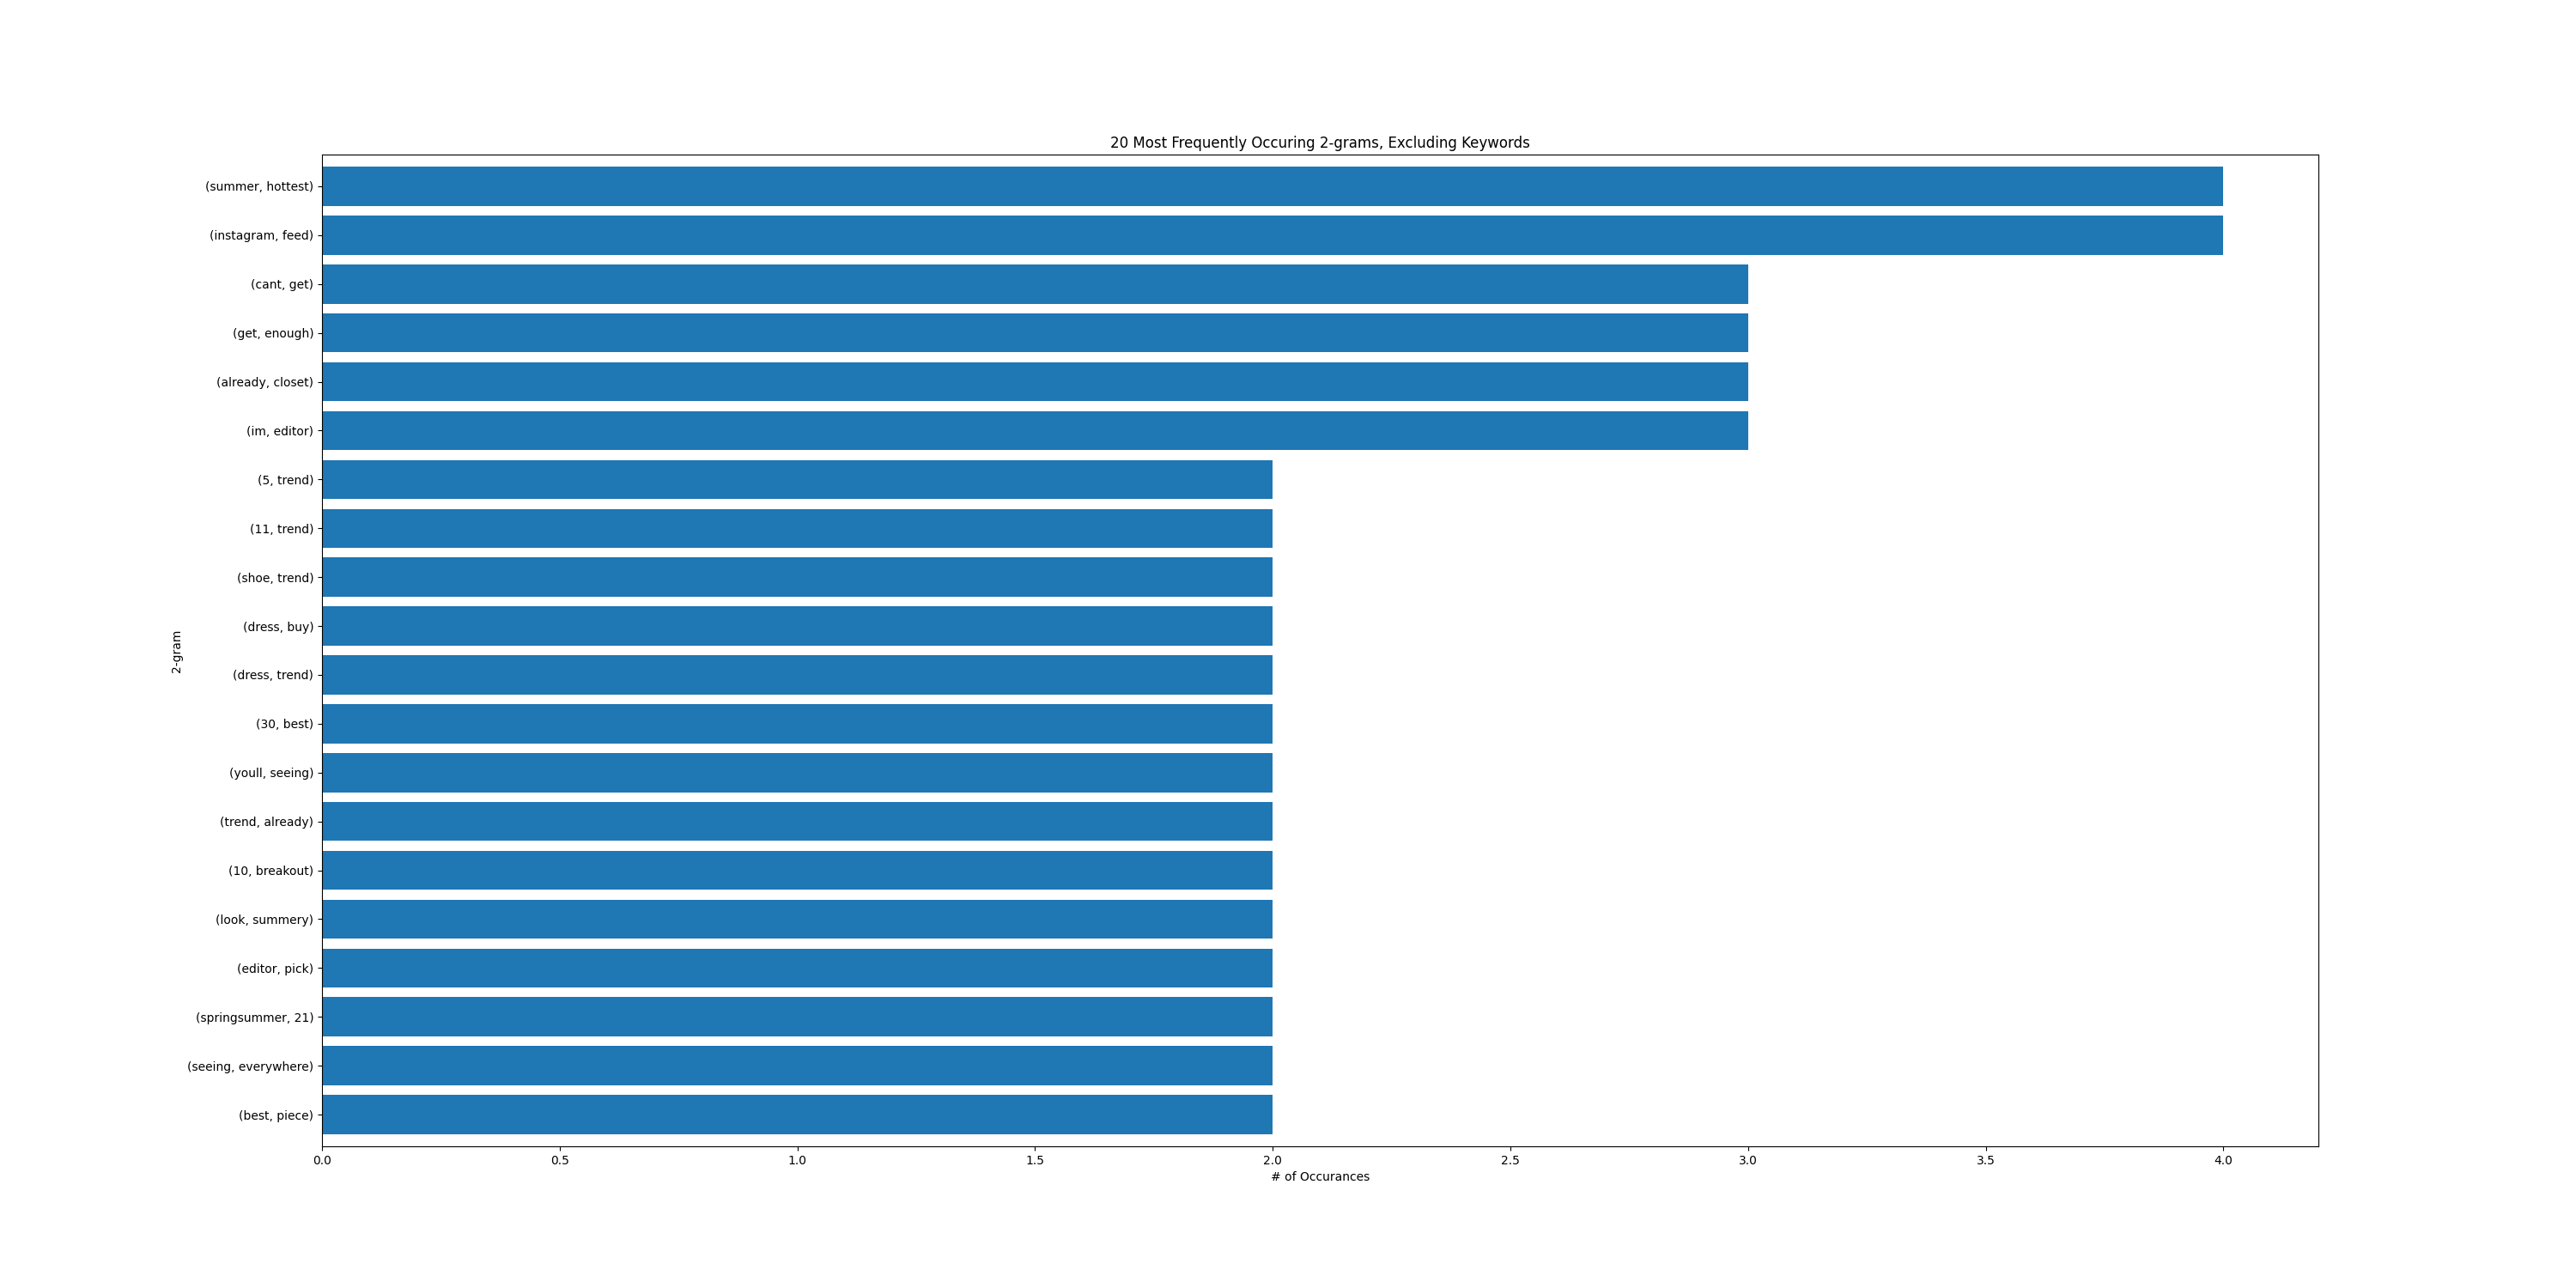 20 Most Frequently Occuring 2-grams, Excluding Keywords
(summer, hottest)
(instagram, feed)
(cant, get)
(get, enough)
(already, closet)
(im, editor)
(5, trend)
(11, trend)
(shoe, trend)
(dress, buy)
(dress, trend)
(30, best)
(youll, seeing)
(trend, already)
(10, breakout)
(look, summery)
(editor, pick)
(springsummer, 21)
(seeing, everywhere)
(best, piece)
2-gram
0.0 0.5 1.0 1.5 2.0 2.5 3.0 3.5 4.0
# of Occurances